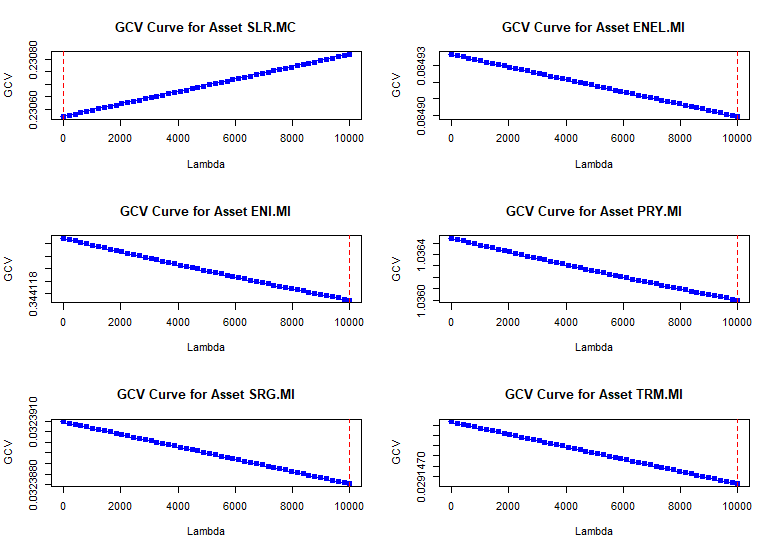 GCV Curve for Asset SLR.MC
GCV
0.23060 0.23080
0 2000 4000 6000 8000 10000
Lambda
GCV Curve for Asset ENEL.MI
GCV
0.08490 0.08493
0 2000 4000 6000 8000 10000
Lambda
GCV Curve for Asset ENI.MI
GCV
0.344118
0 2000 4000 6000 8000 10000
Lambda
GCV Curve for Asset PRY.MI
GCV
1.0360 1.0364
0 2000 4000 6000 8000 10000
Lambda
GCV Curve for Asset SRG.MI
GCV
0.0323880 0.0323910
0 2000 4000 6000 8000 10000
Lambda
GCV Curve for Asset TRM.MI
GCV
0.0291470
0 2000 4000 6000 8000 10000
Lambda